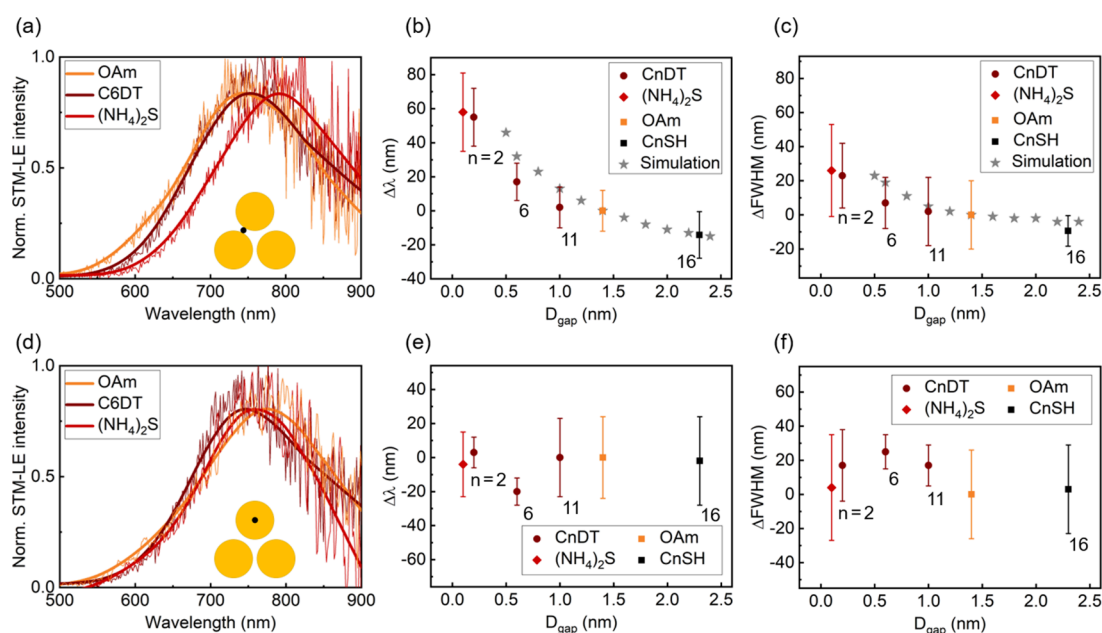 (a)
Norm. STM-LE intensity
1.0
0.5
0.0
OAm
C6DT
(NH₄)₂S
500 600 700 800 900
Wavelength (nm)
(b)
Δλ (nm)
80
60
40
20
0
-20
-40
CnDT
(NH₄)₂S
OAm
CnSH
Simulation
n=2
6
11
16
0.0 0.5 1.0 1.5 2.0 2.5
D_gap (nm)
(c)
ΔFWHM (nm)
80
60
40
20
0
-20
CnDT
(NH₄)₂S
OAm
CnSH
Simulation
n=2
6
11
16
0.0 0.5 1.0 1.5 2.0 2.5
D_gap (nm)
(d)
Norm. STM-LE intensity
1.0
0.5
0.0
OAm
C6DT
(NH₄)₂S
500 600 700 800 900
Wavelength (nm)
(e)
Δλ (nm)
60
40
20
0
-20
-40
-60
n=2
6
11
16
CnDT OAm
(NH₄)₂S CnSH
0.0 0.5 1.0 1.5 2.0 2.5
D_gap (nm)
(f)
ΔFWHM (nm)
60
40
20
0
-20
-40
CnDT OAm
(NH₄)₂S CnSH
n=2
6
11
16
0.0 0.5 1.0 1.5 2.0 2.5
D_gap (nm)